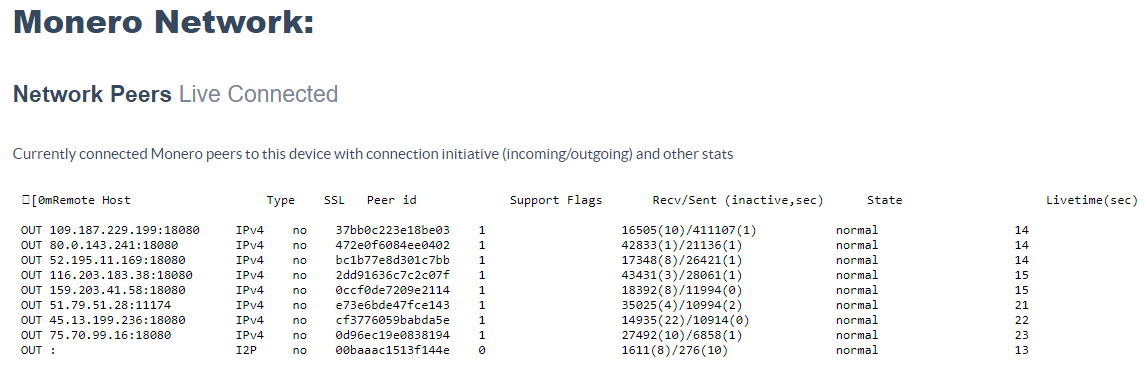 Monero Network:
Network Peers Live Connected
Currently connected Monero peers to this device with connection initiative (incoming/outgoing) and other stats
□[0mRemote Host Type SSL Peer id Support Flags Recv/Sent (inactive,sec) State Livetime(sec)
OUT 109.187.229.199:18080 IPv4 no 37bb0c223e18be03 1 16505(10)/411107(1) normal 14
OUT 80.0.143.241:18080 IPv4 no 472e0f6084ee0402 1 42833(1)/21136(1) normal 14
OUT 52.195.11.169:18080 IPv4 no bc1b77e8d301c7bb 1 17348(8)/26421(1) normal 14
OUT 116.203.183.38:18080 IPv4 no 2dd91636c7c2c07f 1 43431(3)/28061(1) normal 15
OUT 159.203.41.58:18080 IPv4 no 0ccf0de7209e2114 1 18392(8)/11994(0) normal 15
OUT 51.79.51.28:11174 IPv4 no e73e6bde47fce143 1 35025(4)/10994(2) normal 21
OUT 45.13.199.236:18080 IPv4 no cf3776059babda5e 1 14935(22)/10914(0) normal 22
OUT 75.70.99.16:18080 IPv4 no 0d96ec19e0838194 1 27492(10)/6858(1) normal 23
OUT : I2P no 00baaac1513f144e 0 1611(8)/276(10) normal 13